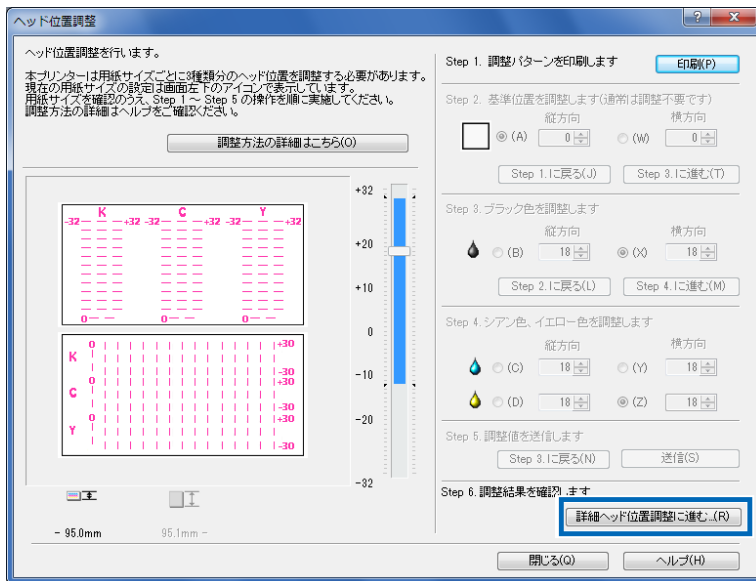 ヘッド位置調整
ヘッド位置調整を行います。
本プリンターは用紙サイズごとに3種類分のヘッド位置を調整する必要があります。
現在の用紙サイズの設定は画面左下のアイコンで表示しています。
用紙サイズを確認のうえ、Step 1 ～ Step 5 の操作を順に実施してください。
調整方法の詳細はヘルプをご確認ください。
調整方法の詳細はこちら(O)
K C Y
-32 +32 -32 +32 -32 +32
0 0 0
K 0 +30
-30
C 0 +30
-30
Y 0 +30
-30
+32
+20
+10
0
-10
-20
-32
- 95.0mm
95.1mm -
Step 1. 調整パターンを印刷します
印刷(P)
Step 2. 基準位置を調整します(通常は調整不要です)
縦方向 横方向
(A) 0 (W) 0
Step 1.に戻る(J) Step 3.に進む(T)
Step 3. ブラック色を調整します
縦方向 横方向
(B) 18 (X) 18
Step 2.に戻る(L) Step 4.に進む(M)
Step 4. シアン色、イエロー色を調整します
縦方向 横方向
(C) 18 (Y) 18
(D) 18 (Z) 18
Step 5. 調整値を送信します
Step 3.に戻る(N) 送信(S)
Step 6. 調整結果を確認します
詳細ヘッド位置調整に進む...(R)
閉じる(Q) ヘルプ(H)